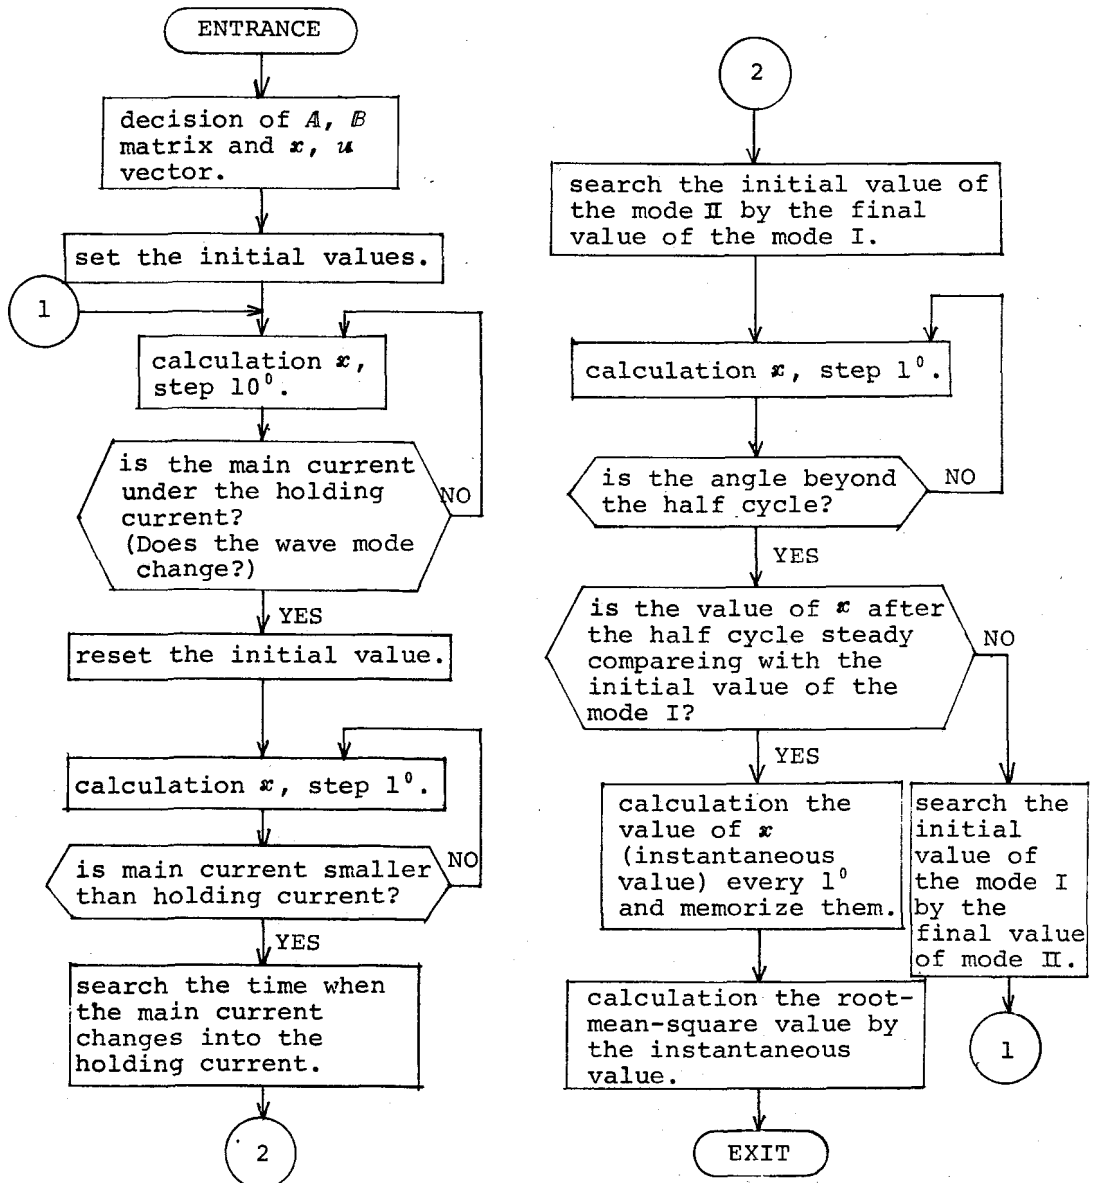 ENTRANCE
decision of 𝔸, 𝔹
matrix and 𝒙, 𝒖
vector.
set the initial values.
1
calculation 𝒙,
step 10⁰.
is the main current
under the holding
current?
(Does the wave mode
change?)
NO
YES
reset the initial value.
calculation 𝒙, step 1⁰.
is main current smaller
than holding current?
NO
YES
search the time when
the main current
changes into the
holding current.
2
2
search the initial value of
the mode Ⅱ by the final
value of the mode I.
calculation 𝒙, step 1⁰.
is the angle beyond
the half cycle?
NO
YES
is the value of 𝒙 after
the half cycle steady
compareing with the
initial value of the
mode I?
NO
YES
calculation the
value of 𝒙
(instantaneous
value) every 1⁰
and memorize them.
search the
initial
value of
the mode I
by the
final value
of mode Ⅱ.
1
calculation the root-
mean-square value by
the instantaneous
value.
EXIT